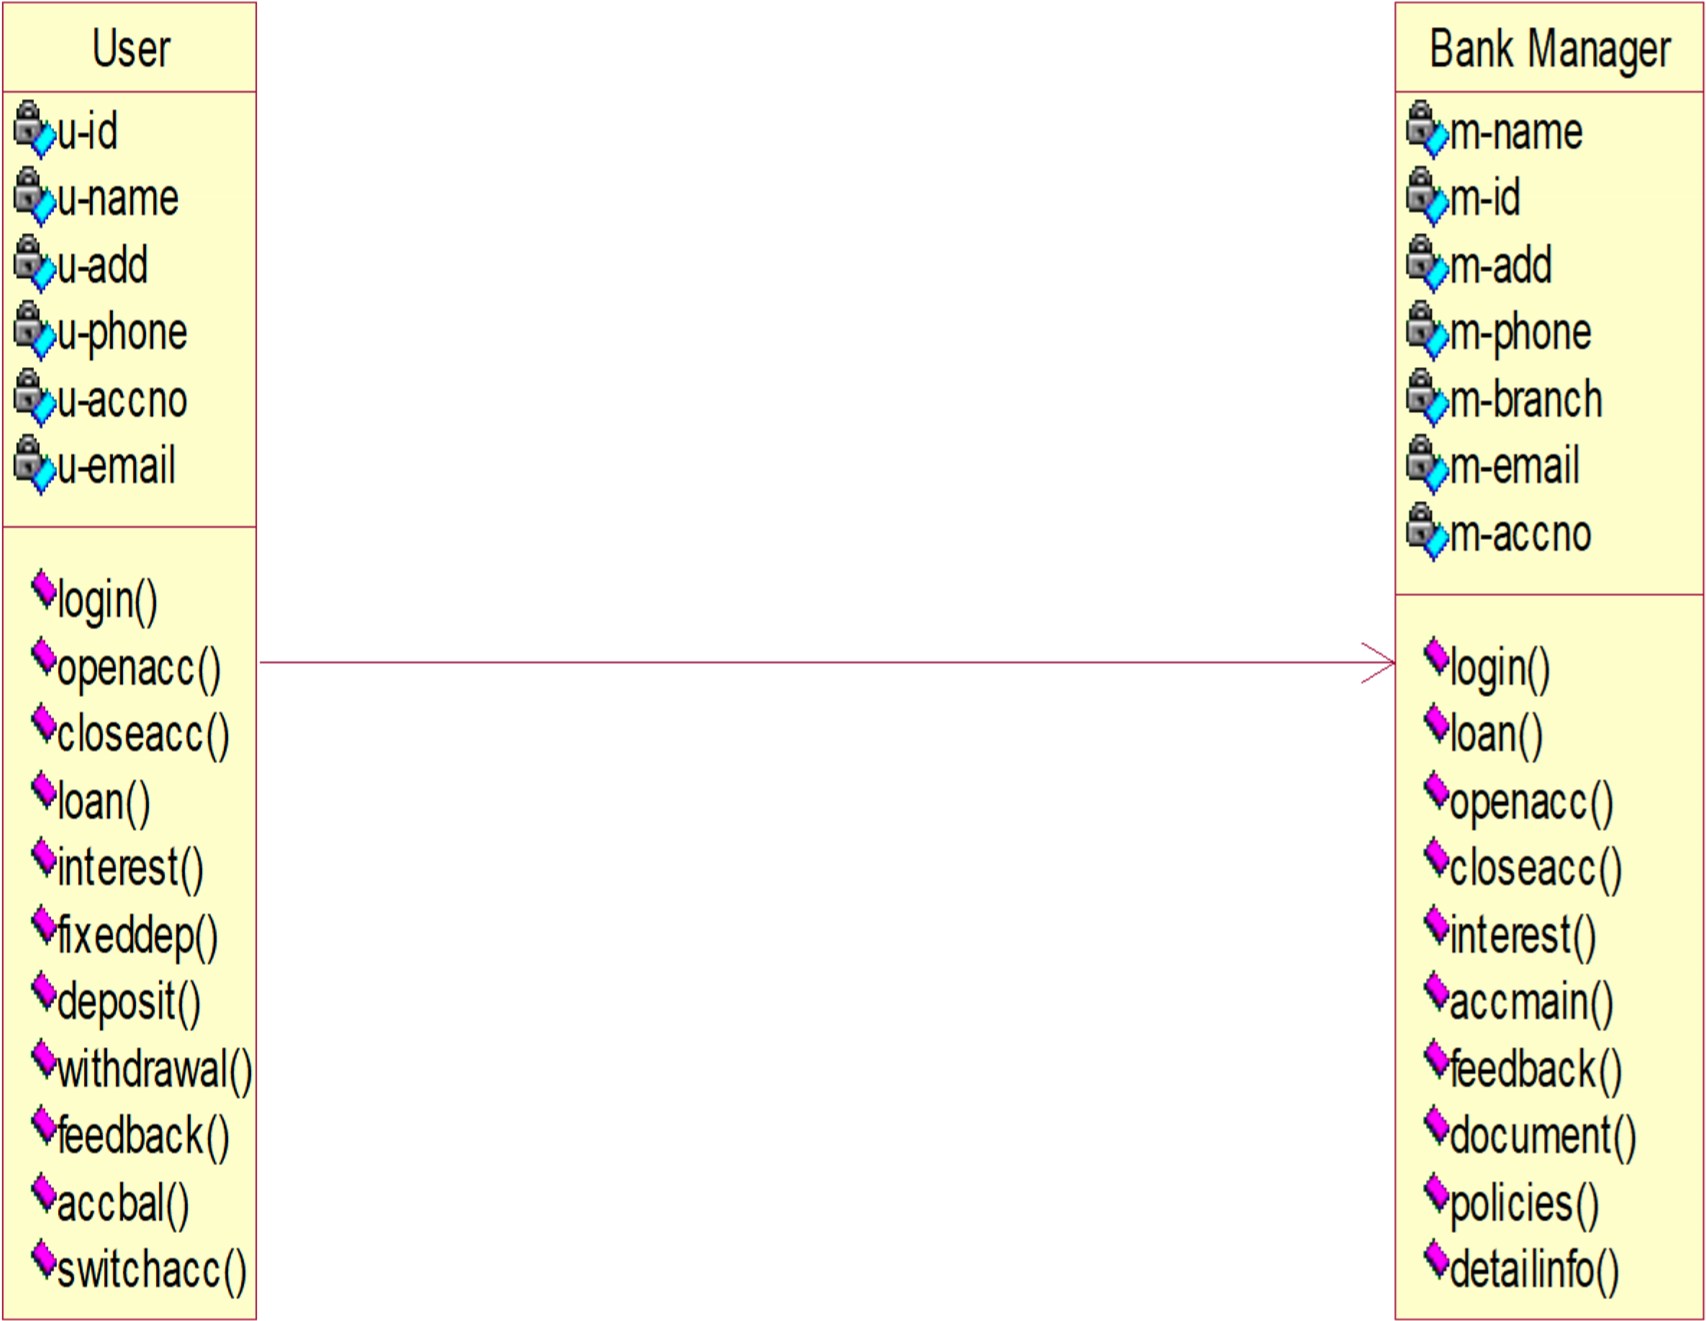 User
u-id
u-name
u-add
u-phone
u-accno
u-email
login()
openacc()
closeacc()
loan()
interest()
fixeddep()
deposit()
withdrawal()
feedback()
accbal()
switchacc()
Bank Manager
m-name
m-id
m-add
m-phone
m-branch
m-email
m-accno
login()
loan()
openacc()
closeacc()
interest()
accmain()
feedback()
document()
policies()
detailinfo()